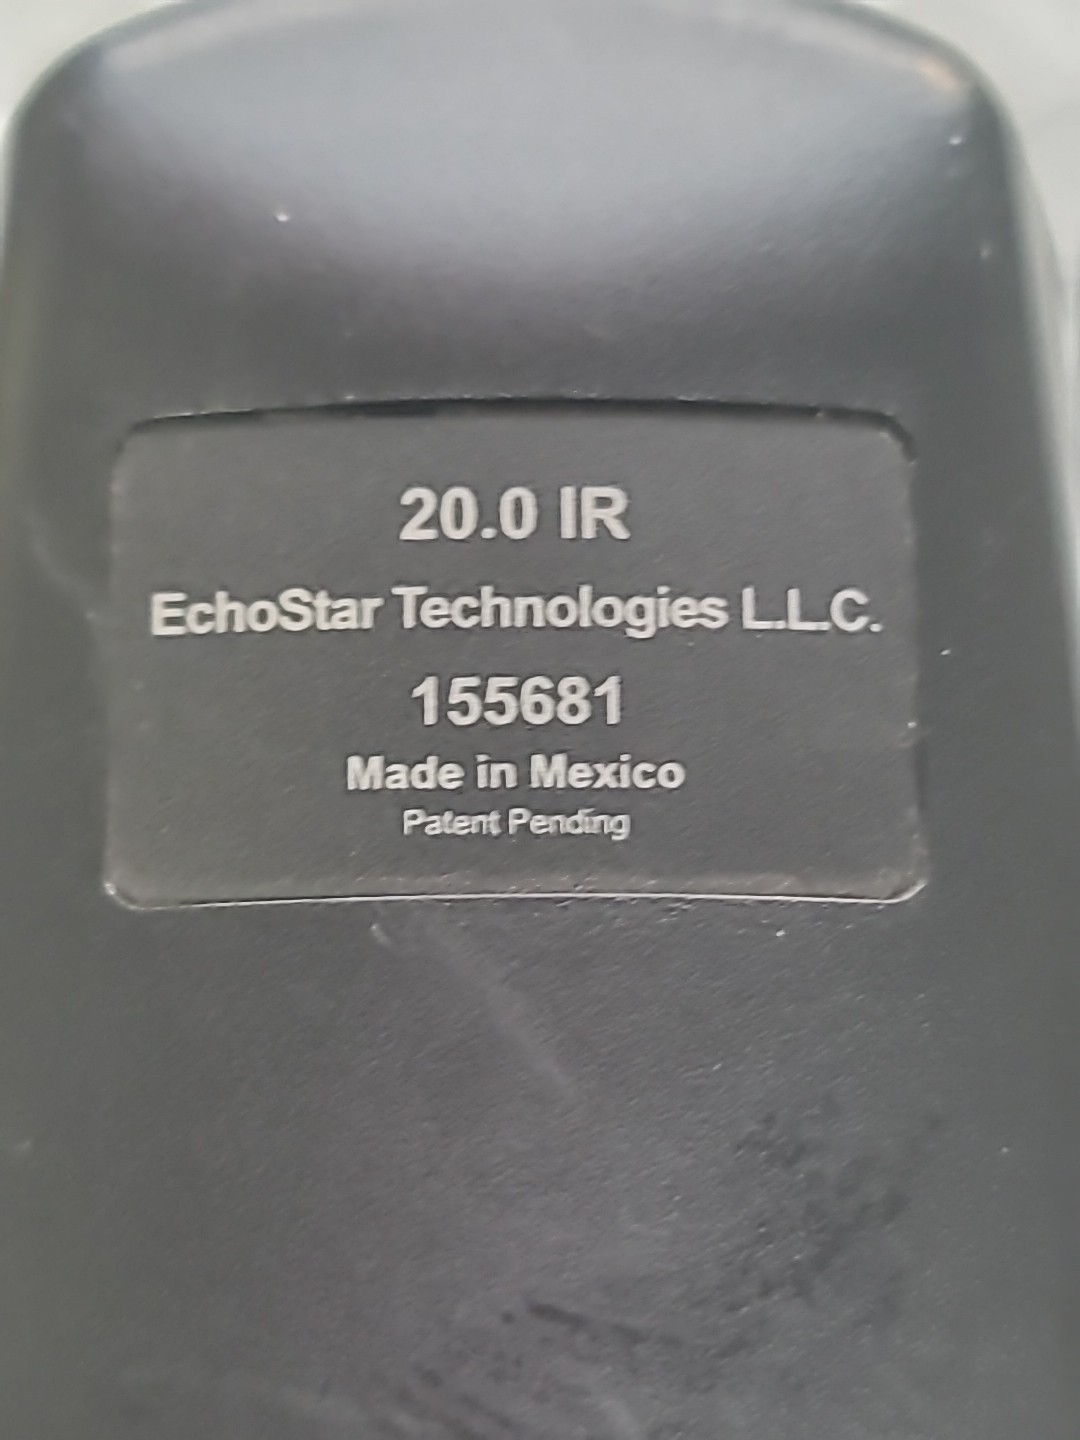 20.0 IR
EchoStar Technologies L.L.C.
155681
Made in Mexico
Patent Pending